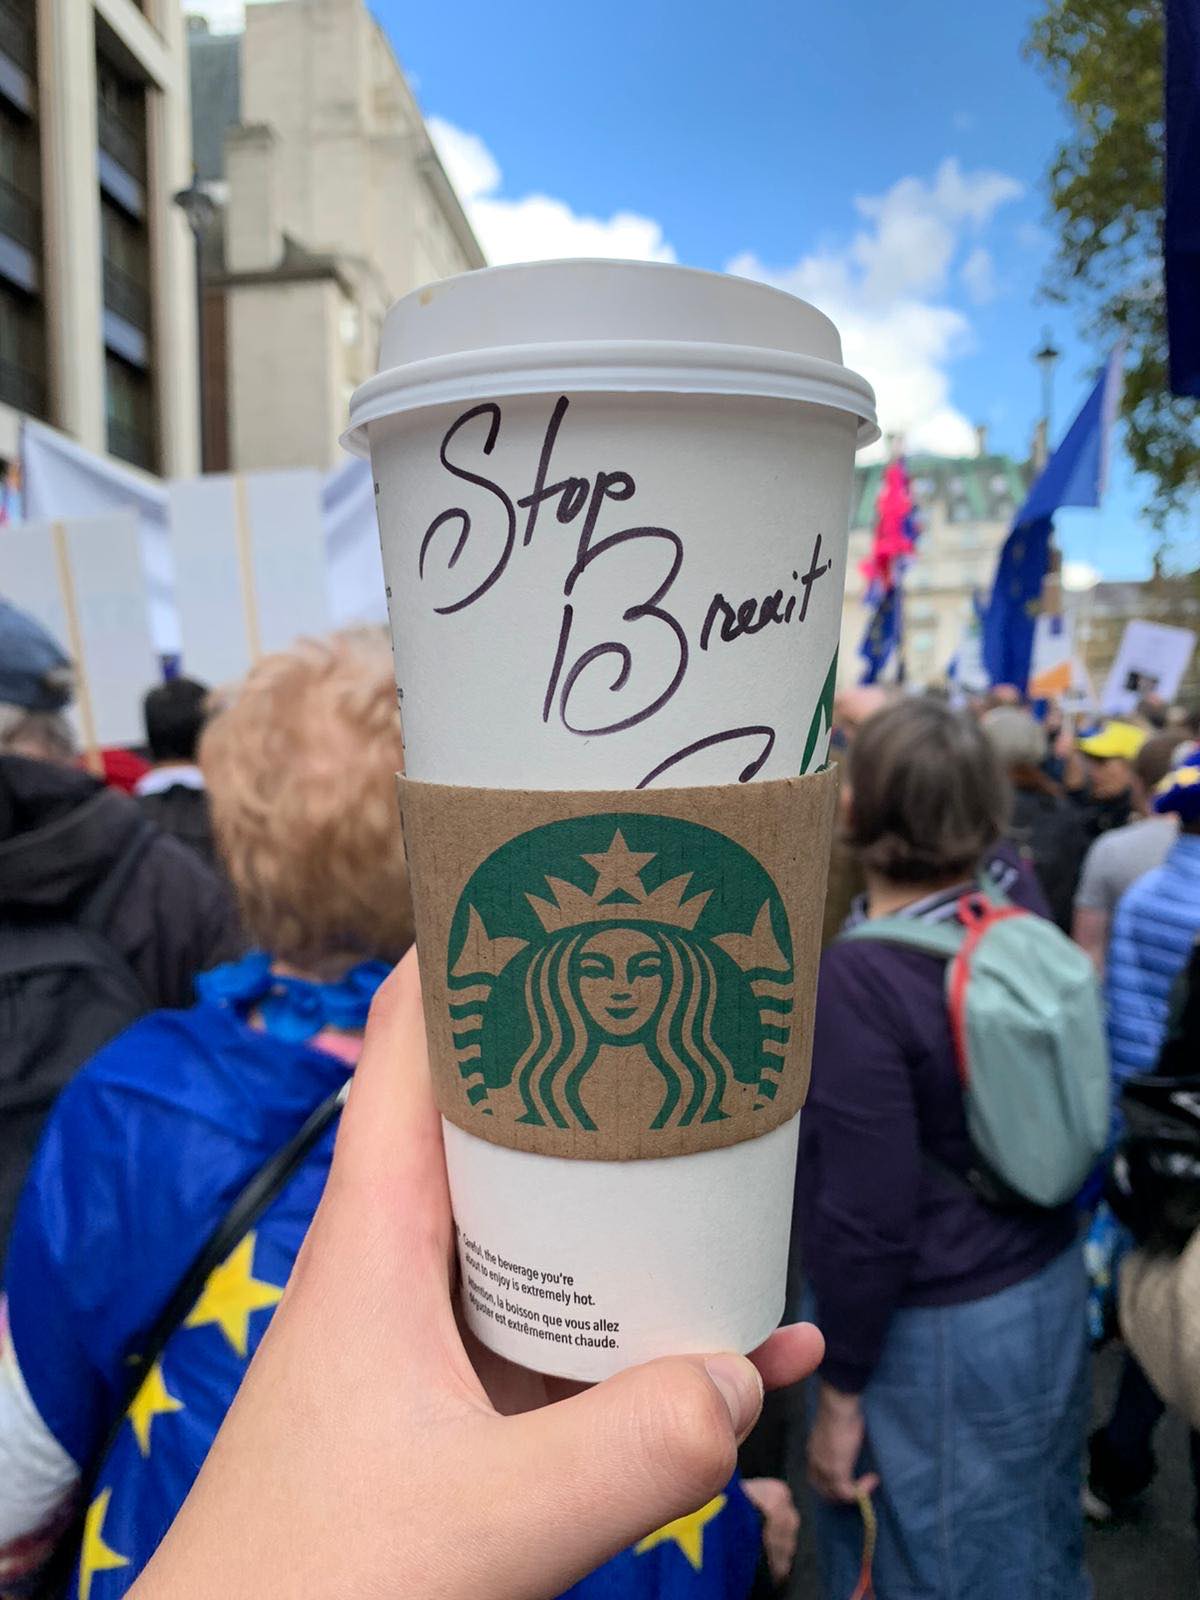 Stop
Brexit
Careful, the beverage you're
about to enjoy is extremely hot.
Attention, la boisson que vous allez
déguster est extrêmement chaude.